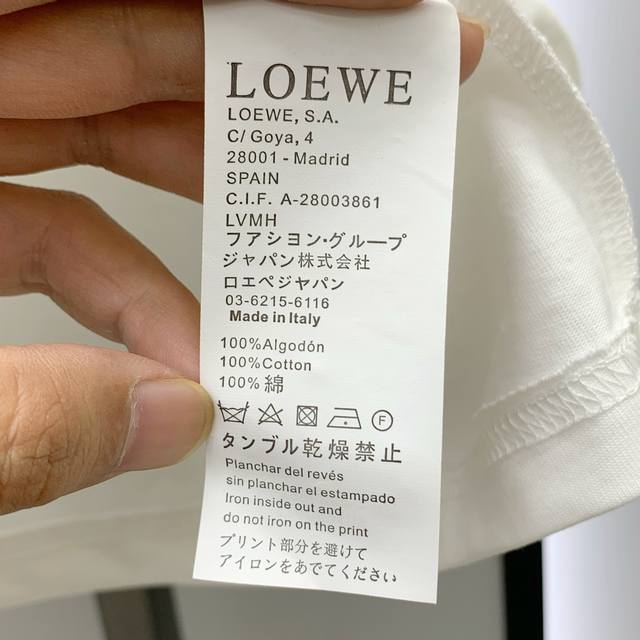 LOEWE
LOEWE, S.A.
C/ Goya, 4
28001 - Madrid
SPAIN
C.I.F. A-28003861
LVMH
フアシヨン・グループ
ジャパン株式会社
ロエペジャパン
03-6215-6116
Made in Italy
100%Algodón
100%Cotton
100% 綿
F
タンブル乾燥禁止
Planchar del revés
sin planchar el estampado
Iron inside out and
do not iron on the print
プリント部分を避けて
アイロンをあでてください